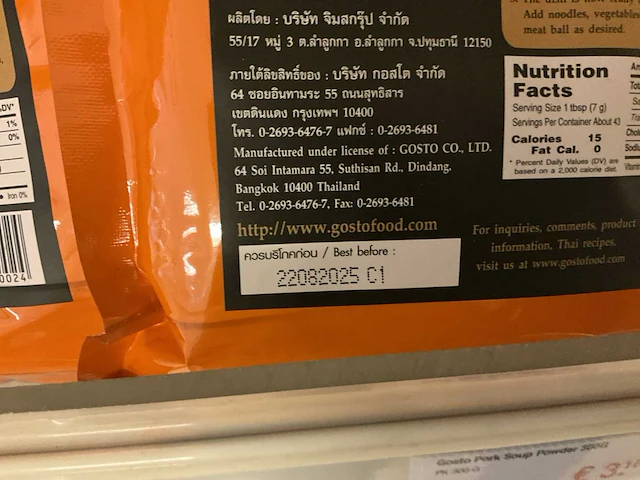 ผลิตโดย : บริษัท จิมสกรุ๊ป จำกัด
55/17 หมู่ 3 ต.ลำลูกกา อ.ลำลูกกา จ.ปทุมธานี 12150
ภายใต้ลิขสิทธิ์ของ : บริษัท กอสโต จำกัด
64 ซอยอินทามระ 55 ถนนสุทธิสาร
เขตดินแดง กรุงเทพฯ 10400
โทร. 0-2693-6476-7 แฟกซ์ : 0-2693-6481
Manufactured under license of : GOSTO CO., LTD.
64 Soi Intamara 55, Suthisan Rd., Dindang,
Bangkok 10400 Thailand
Tel. 0-2693-6476-7, Fax: 0-2693-6481
http://www.gostofood.com
ควรบริโภคก่อน / Best before :
22082025 C1
Add noodles, vegetable
meat ball as desired.
Nutrition
Facts
Serving Size 1 tbsp (7 g)
Servings Per Container About 43
Calories 15
Fat Cal. 0
* Percent Daily Values (DV) are
based on a 2,000 calorie diet.
For inquiries, comments, product
information, Thai recipes,
visit us at www.gostofood.com
DV*
1%
0%
Iron 0%
0024
Gosto Pork Soup Powder 300G
€ 3.